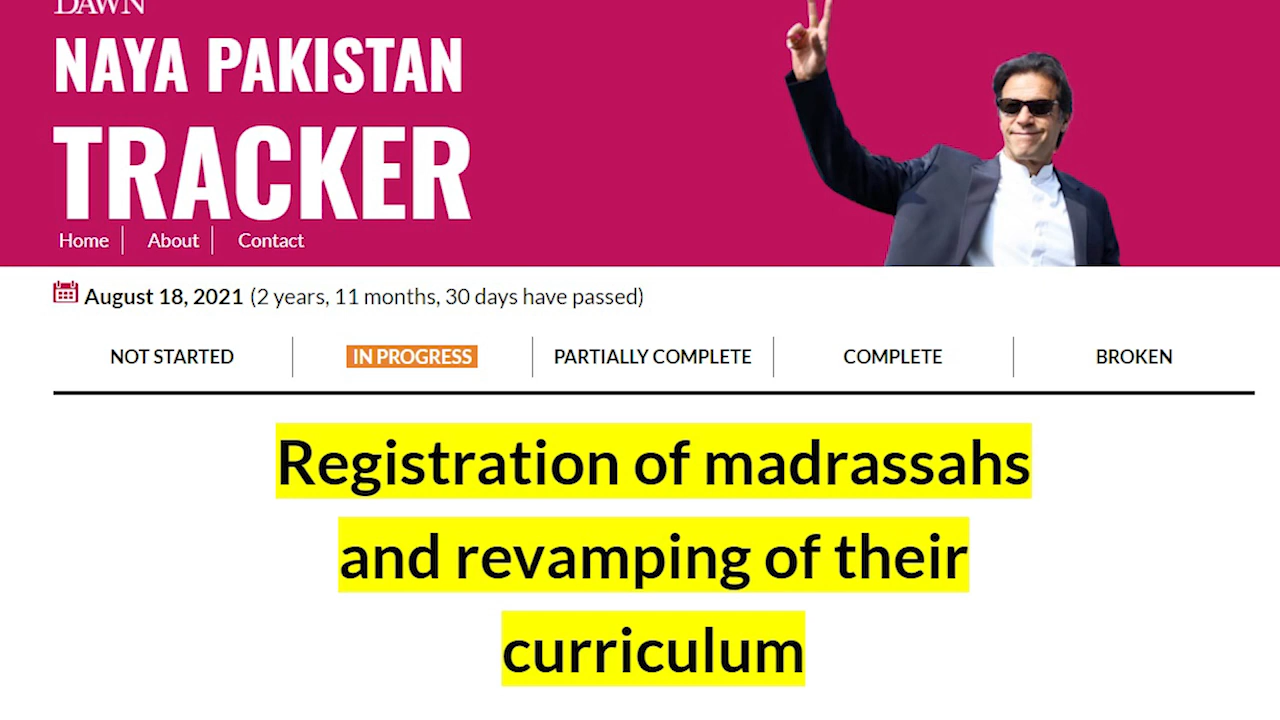 DAWN
NAYA PAKISTAN
TRACKER
Home About Contact
August 18, 2021 (2 years, 11 months, 30 days have passed)
NOT STARTED IN PROGRESS PARTIALLY COMPLETE COMPLETE BROKEN
Registration of madrassahs
and revamping of their
curriculum